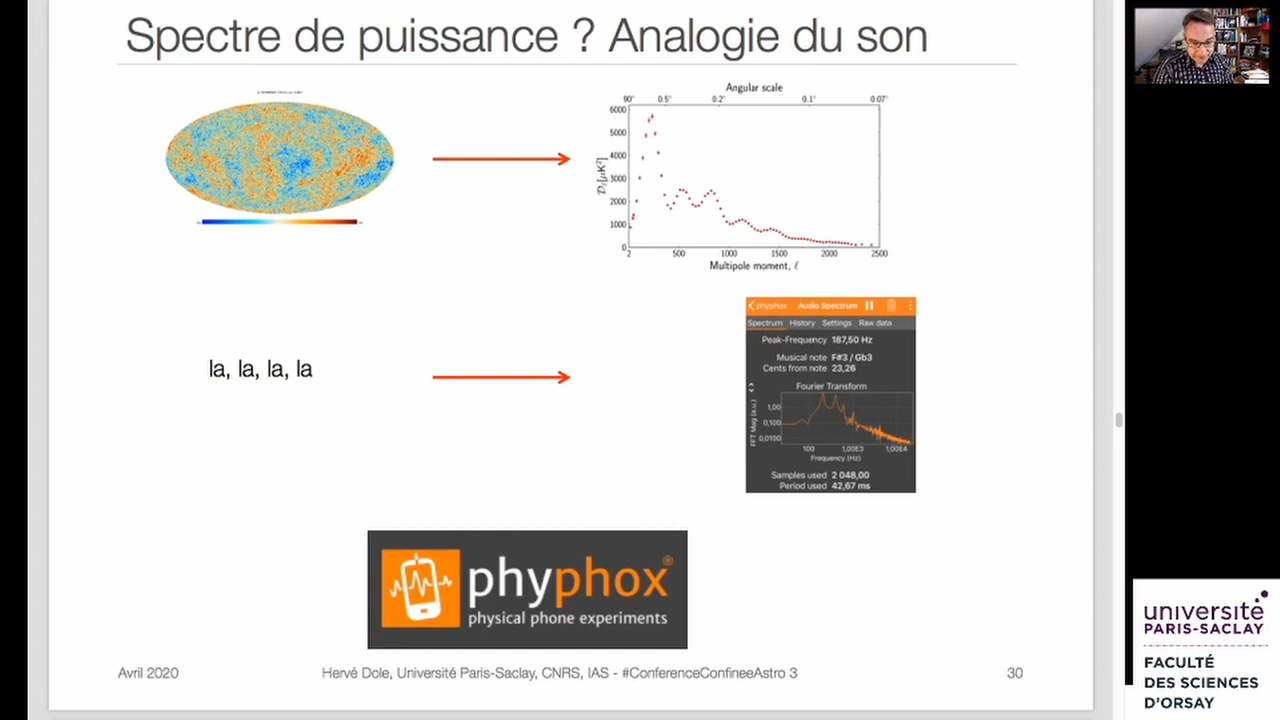 Spectre de puissance ? Analogie du son
Angular scale
90° 0.5° 0.2° 0.1° 0.07°
6000
5000
4000
3000
2000
1000
0
2 500 1000 1500 2000 2500
Multipole moment, ℓ
la, la, la, la
phyphox Audio Spectrum
Spectrum History Settings Raw data
Peak-Frequency 187,50 Hz
Musical note F#3 / Gb3
Cents from note 23,26
Fourier Transform
FFT Mag (a.u.)
1,00
0,100
0,0100
100 1,00E3 1,00E4
Frequency (Hz)
Samples used 2 048,00
Period used 42,67 ms
phyphox®
physical phone experiments
Avril 2020
Hervé Dole, Université Paris-Saclay, CNRS, IAS - #ConferenceConfineeAstro 3
30
université
PARIS-SACLAY
FACULTÉ
DES SCIENCES
D'ORSAY